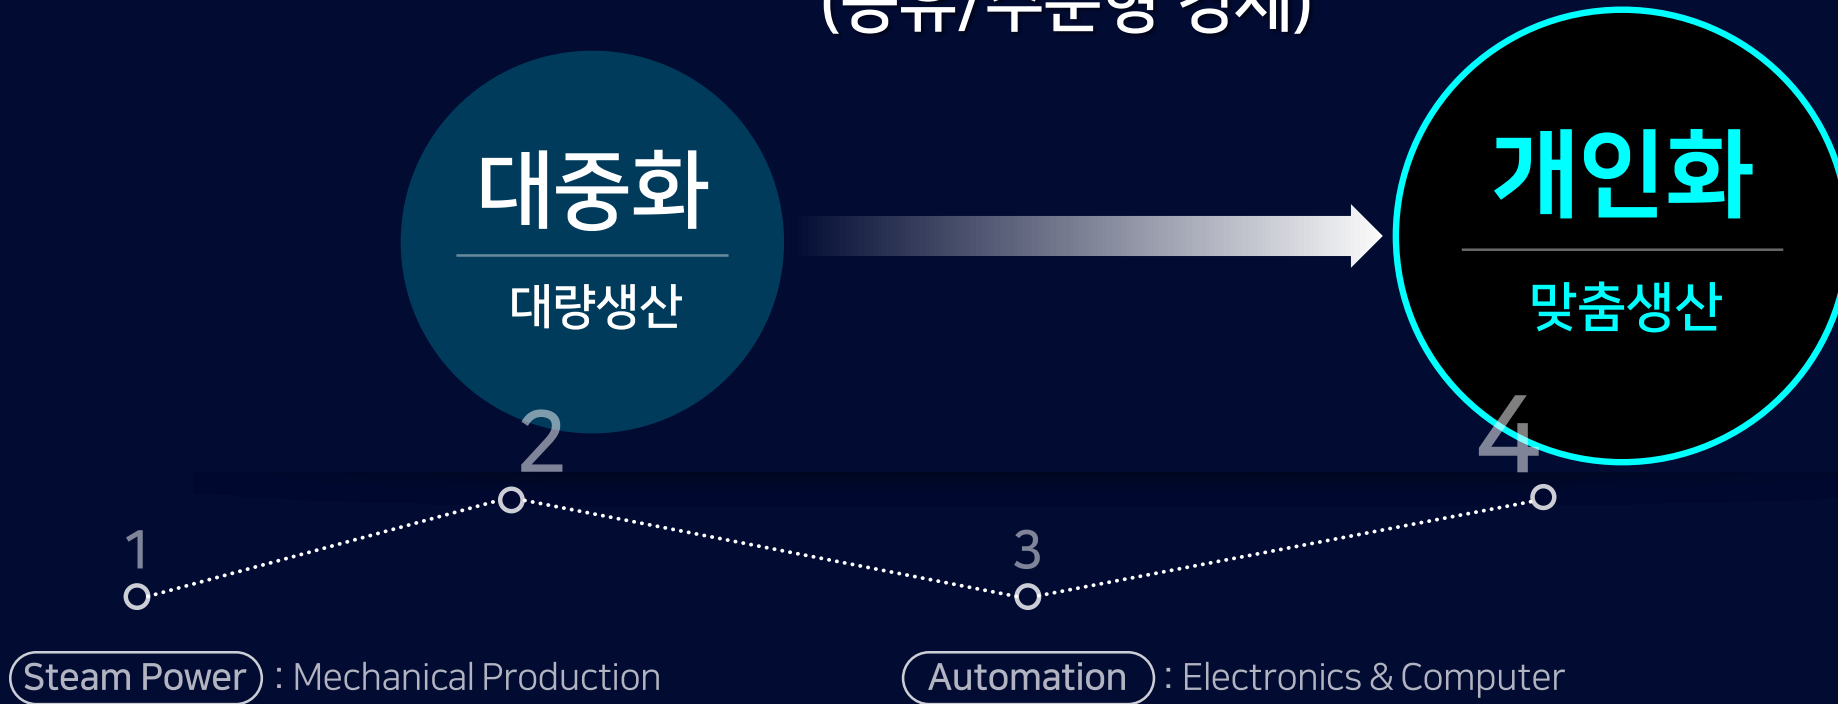 대중화
대량생산
개인화
맞춤생산
2
4
1
3
Steam Power : Mechanical Production
Automation : Electronics & Computer